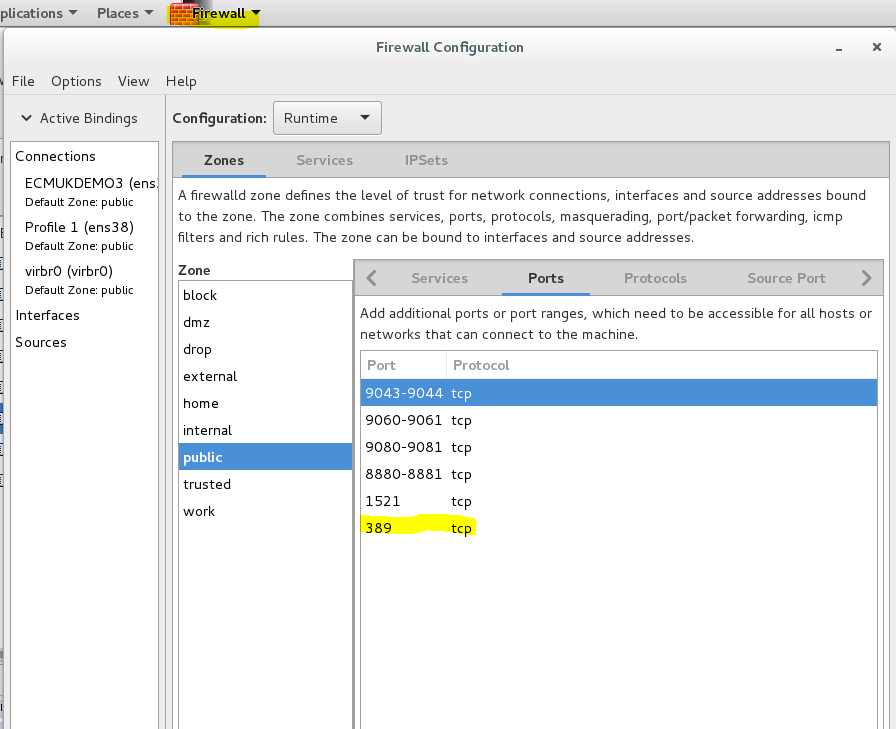 plications Places Firewall
Firewall Configuration
File Options View Help
Active Bindings
Configuration: Runtime
Connections
ECMUKDEMO3 (ens
Default Zone: public
Profile 1 (ens38)
Default Zone: public
virbr0 (virbr0)
Default Zone: public
Interfaces
Sources
Zones Services IPSets
A firewalld zone defines the level of trust for network connections, interfaces and source addresses bound
to the zone. The zone combines services, ports, protocols, masquerading, port/packet forwarding, icmp
filters and rich rules. The zone can be bound to interfaces and source addresses.
Zone
block
dmz
drop
external
home
internal
public
trusted
work
Services Ports Protocols Source Port
Add additional ports or port ranges, which need to be accessible for all hosts or
networks that can connect to the machine.
Port Protocol
9043-9044 tcp
9060-9061 tcp
9080-9081 tcp
8880-8881 tcp
1521 tcp
389 tcp